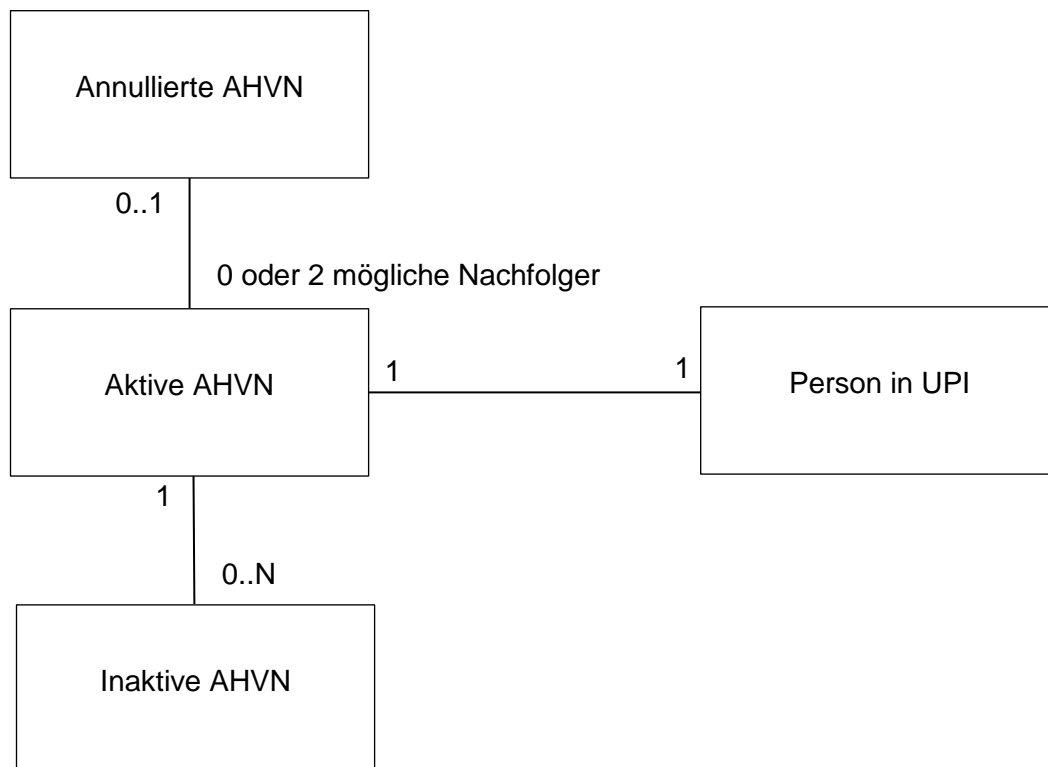 Annullierte AHVN
0..1
0 oder 2 mögliche Nachfolger
Aktive AHVN
1
1
Person in UPI
1
0..N
Inaktive AHVN